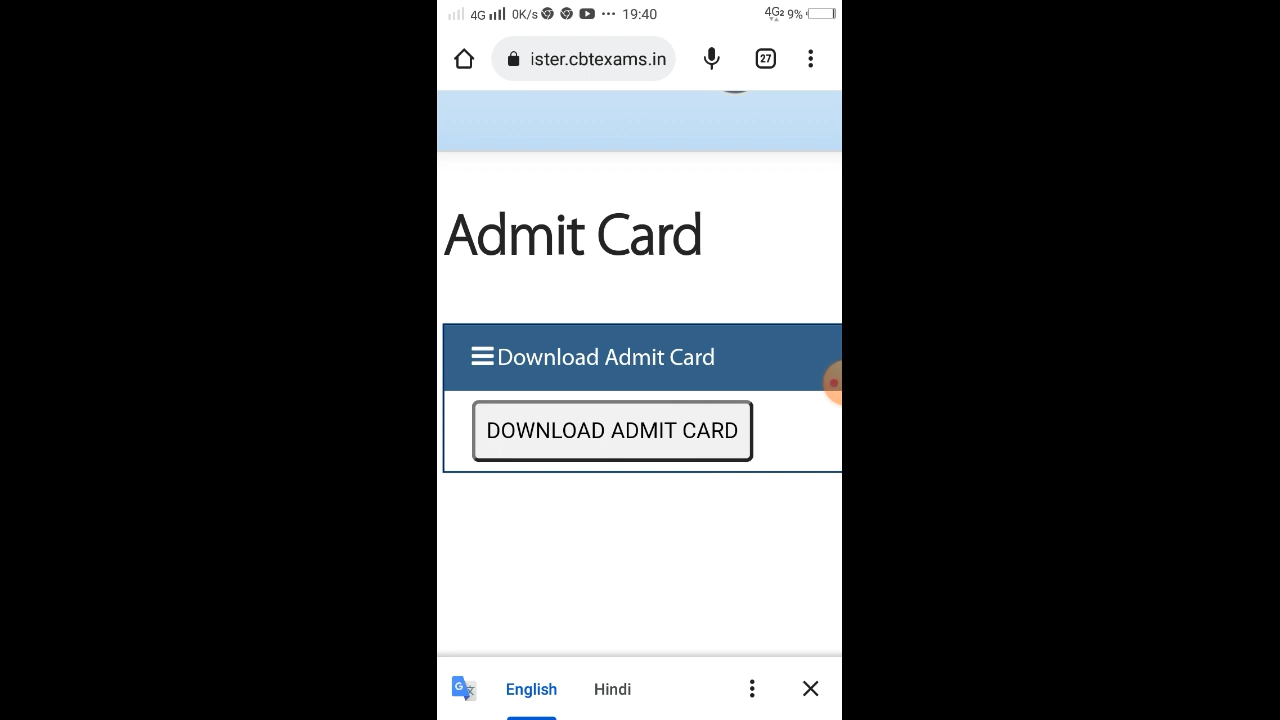 4G 0K/s 19:40 4G2 9%
ister.cbtexams.in 27
Admit Card
Download Admit Card
DOWNLOAD ADMIT CARD
English Hindi